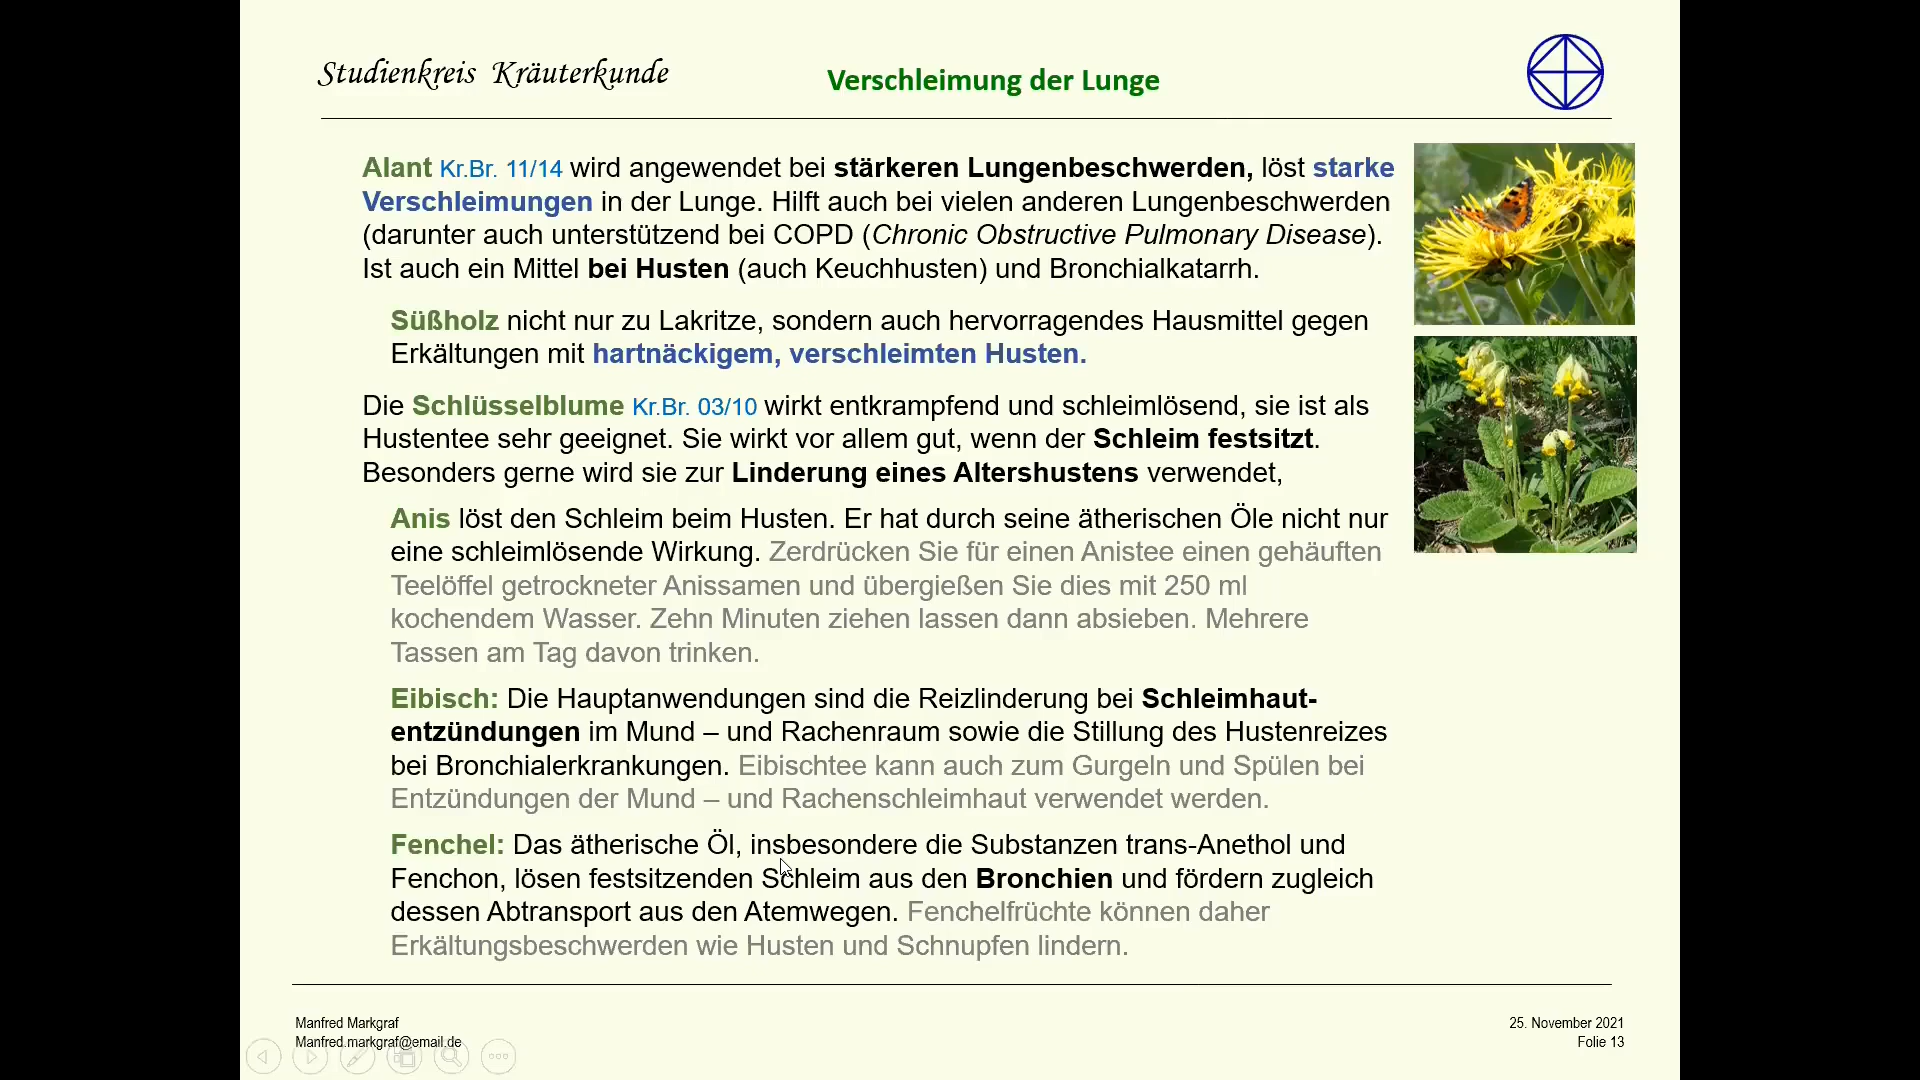 Studienkreis Kräuterkunde
Verschleimung der Lunge
Alant Kr.Br. 11/14 wird angewendet bei stärkeren Lungenbeschwerden, löst starke
Verschleimungen in der Lunge. Hilft auch bei vielen anderen Lungenbeschwerden
(darunter auch unterstützend bei COPD (Chronic Obstructive Pulmonary Disease).
Ist auch ein Mittel bei Husten (auch Keuchhusten) und Bronchialkatarrh.
Süßholz nicht nur zu Lakritze, sondern auch hervorragendes Hausmittel gegen
Erkältungen mit hartnäckigem, verschleimten Husten.
Die Schlüsselblume Kr.Br. 03/10 wirkt entkrampfend und schleimlösend, sie ist als
Hustentee sehr geeignet. Sie wirkt vor allem gut, wenn der Schleim festsitzt.
Besonders gerne wird sie zur Linderung eines Altershustens verwendet,
Anis löst den Schleim beim Husten. Er hat durch seine ätherischen Öle nicht nur
eine schleimlösende Wirkung. Zerdrücken Sie für einen Anistee einen gehäuften
Teelöffel getrockneter Anissamen und übergießen Sie dies mit 250 ml
kochendem Wasser. Zehn Minuten ziehen lassen dann absieben. Mehrere
Tassen am Tag davon trinken.
Eibisch: Die Hauptanwendungen sind die Reizlinderung bei Schleimhaut-
entzündungen im Mund – und Rachenraum sowie die Stillung des Hustenreizes
bei Bronchialerkrankungen. Eibischtee kann auch zum Gurgeln und Spülen bei
Entzündungen der Mund – und Rachenschleimhaut verwendet werden.
Fenchel: Das ätherische Öl, insbesondere die Substanzen trans-Anethol und
Fenchon, lösen festsitzenden Schleim aus den Bronchien und fördern zugleich
dessen Abtransport aus den Atemwegen. Fenchelfrüchte können daher
Erkältungsbeschwerden wie Husten und Schnupfen lindern.
Manfred Markgraf
Manfred.markgraf@email.de
25. November 2021
Folie 13